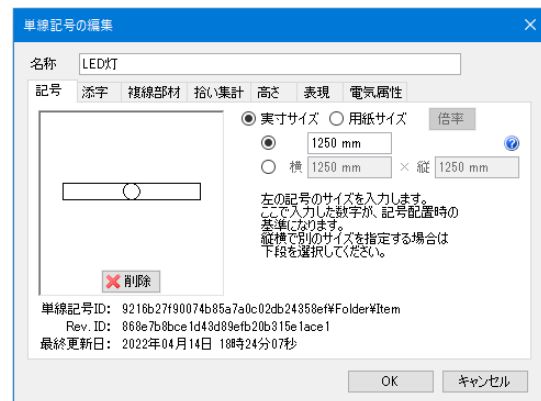 単線記号の編集
名称 LED灯
記号 添字 複線部材 拾い集計 高さ 表現 電気属性
実寸サイズ 用紙サイズ 倍率
1250 mm
横 1250 mm × 縦 1250 mm
左の記号のサイズを入力します。
ここで入力した数字が、記号配置時の
基準になります。
縦横で別のサイズを指定する場合は
下段を選択してください。
削除
単線記号ID: 9216b27f90074b85a7a0c02db24358ef¥Folder¥Item
Rev. ID: 868e7b8bce1d43d89efb20b315e1ace1
最終更新日: 2022年04月14日 18時24分07秒
OK キャンセル